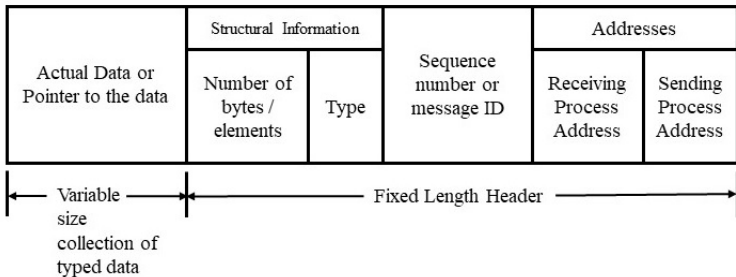 Actual Data or
Pointer to the data
Structural Information
Number of
bytes /
elements
Type
Sequence
number or
message ID
Addresses
Receiving
Process
Address
Sending
Process
Address
Variable
size
collection of
typed data
Fixed Length Header